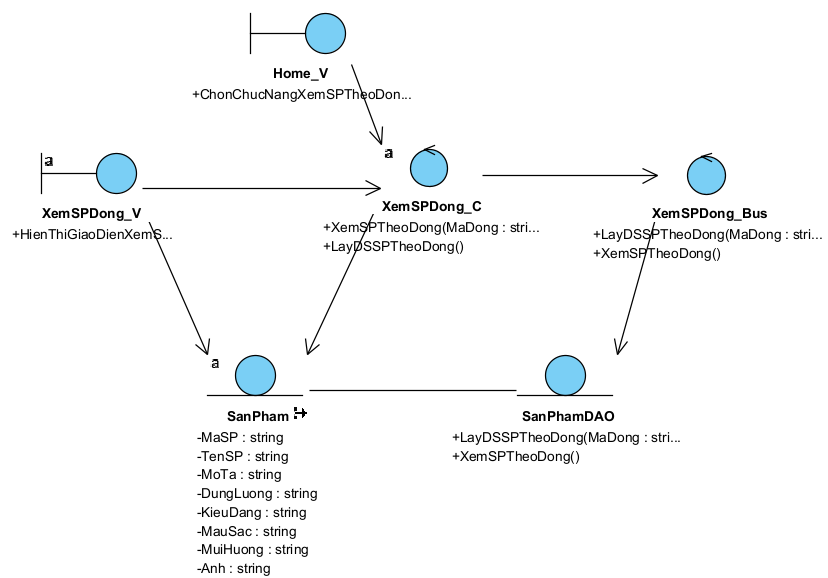 Home_V
+ChonChucNangXemSPTheoDon...
a
a
XemSPDong_V
+HienThiGiaoDienXemS...
XemSPDong_C
+XemSPTheoDong(MaDong : stri...
+LayDSSPTheoDong()
XemSPDong_Bus
+LayDSSPTheoDong(MaDong : stri...
+XemSPTheoDong()
a
SanPham
-MaSP : string
-TenSP : string
-MoTa : string
-DungLuong : string
-KieuDang : string
-MauSac : string
-MuiHuong : string
-Anh : string
SanPhamDAO
+LayDSSPTheoDong(MaDong : stri...
+XemSPTheoDong()